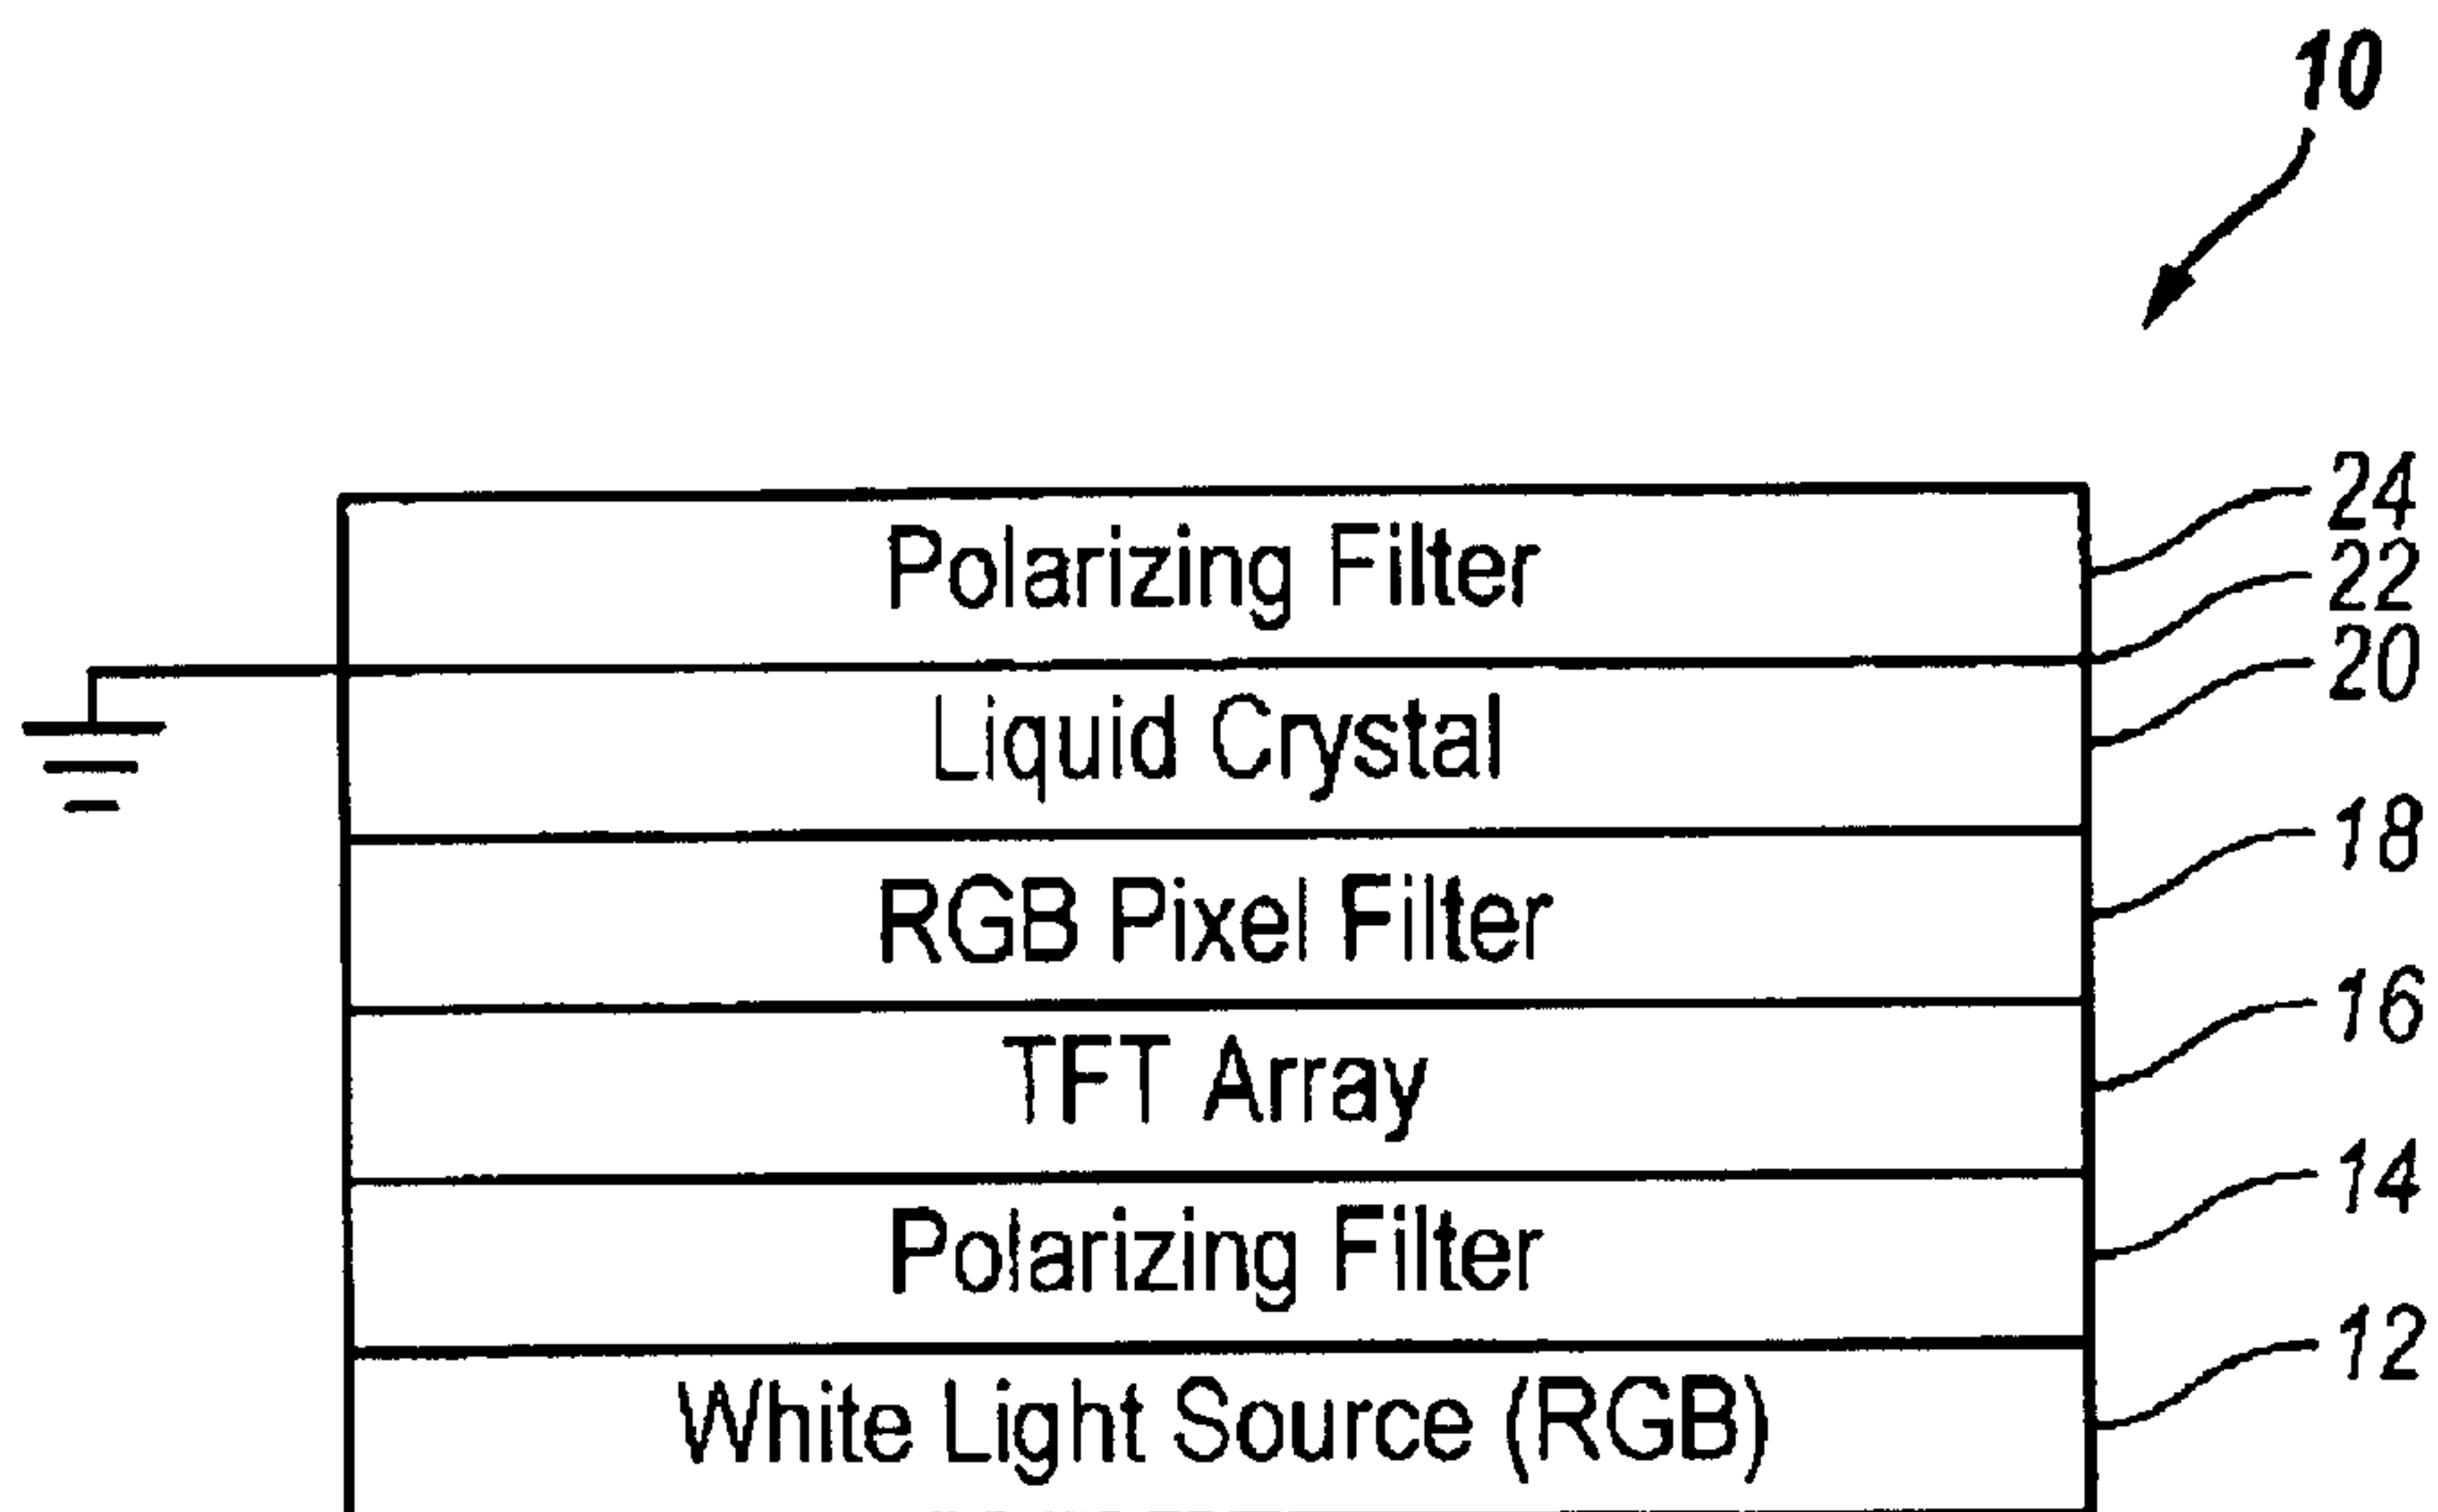 10
24
Polarizing Filter
22
20
Liquid Crystal
18
RGB Pixel Filter
16
TFT Array
14
Polarizing Filter
12
White Light Source (RGB)